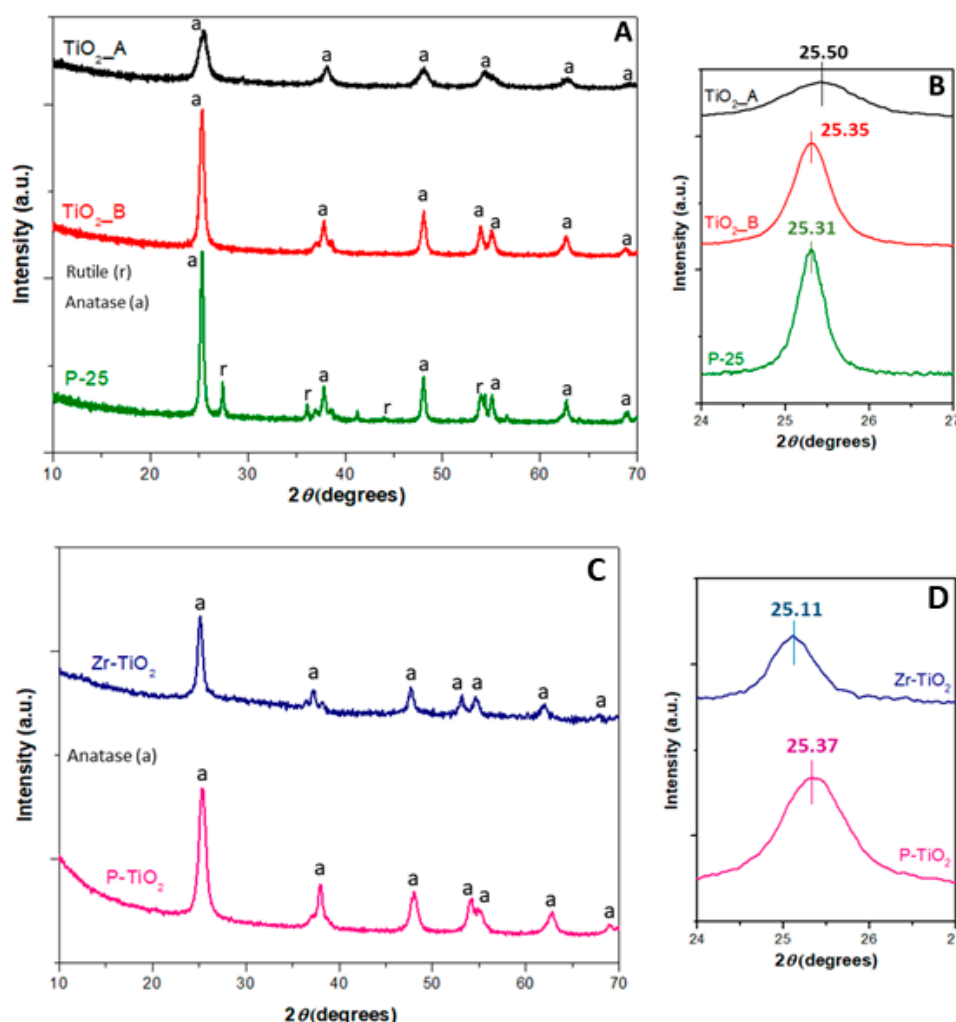 A
TiO2_A
a
a
a
a
a
a
TiO2_B
a
a
a
a
a
a
a
Rutile (r)
Anatase (a)
P-25
a
r
r
a
r
a
r
a
a
a
Intensity (a.u.)
10 20 30 40 50 60 70
2θ(degrees)
B
25.50
TiO2_A
25.35
TiO2_B
25.31
P-25
Intensity (a.u.)
24 25 26 27
2θ(degrees)
C
Zr-TiO2
a
a
a
a
a
a
a
Anatase (a)
P-TiO2
a
a
a
a
a
a
a
Intensity (a.u.)
10 20 30 40 50 60 70
2θ(degrees)
D
25.11
Zr-TiO2
25.37
P-TiO2
Intensity (a.u.)
24 25 26
2θ(degrees)